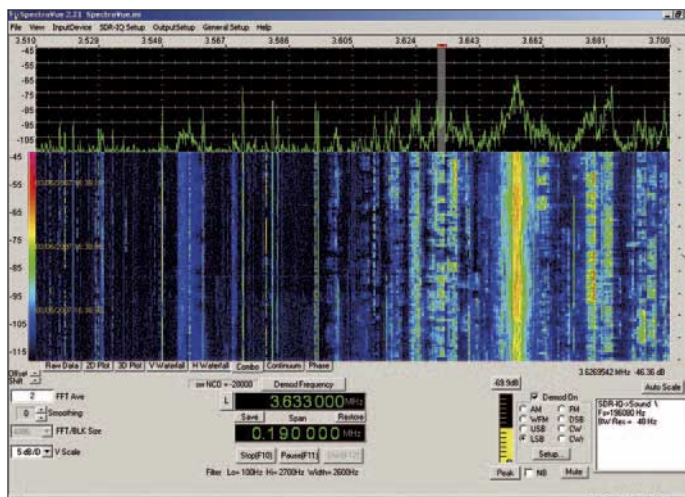 SpectraVue 2.21 SpectraVue.ini
File View InputDevice SDR-IQ Setup OutputSetup General Setup Help
3.510 3.529 3.548 3.567 3.586 3.605 3.624 3.643 3.662 3.681 3.700
-45
-55
-65
-75
-85
-95
-105
-45
-55
-65
-75
-85
-95
-105
-115
Raw Data 2D Plot 3D Plot V Waterfall H Waterfall Combo Continuum Phase
Offset
Shift
3.6269542 MHz -46.36 dB
Auto Scale
2 FFT Ave
0 Smoothing
FFT/BLK Size
5 dB/D V Scale
sw NCO = -20000 Demod Frequency
L 3.633 000 MHz
Save Span Restore
0.190 000 MHz
Stop(F10) Pause(F11)
Filter Lo= 100Hz Hi= 2700Hz Width= 2600Hz
-69.9dB
Demod On
AM FM
WFM DSB
USB CW
LSB CWr
Setup...
Peak NB Mute
SDR-IQ->Sound \
BW Res = 48 Hz